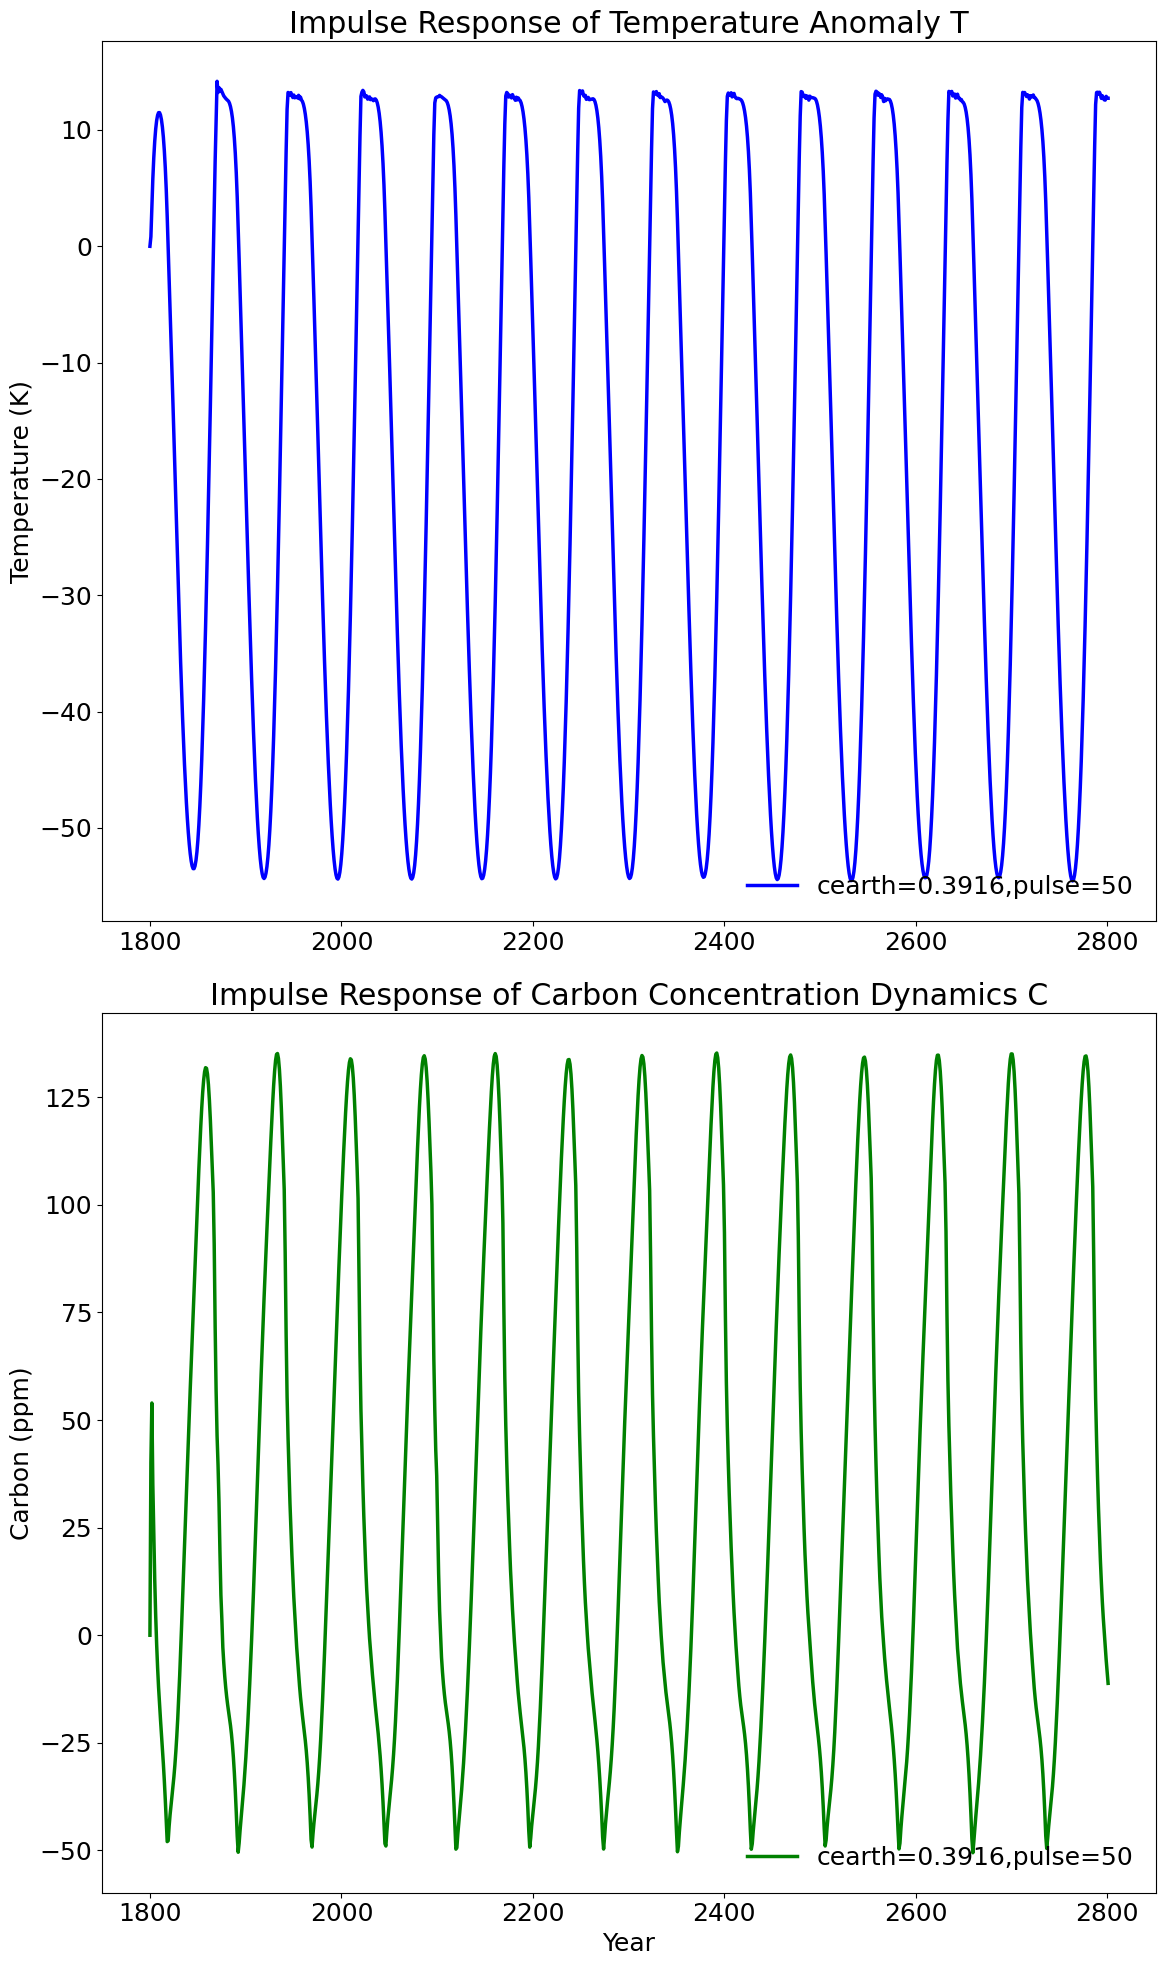 Impulse Response of Temperature Anomaly T
Temperature (K)
10
0
−10
−20
−30
−40
−50
cearth=0.3916,pulse=50
1800 2000 2200 2400 2600 2800
Impulse Response of Carbon Concentration Dynamics C
Carbon (ppm)
125
100
75
50
25
0
−25
−50
cearth=0.3916,pulse=50
1800 2000 2200 2400 2600 2800
Year